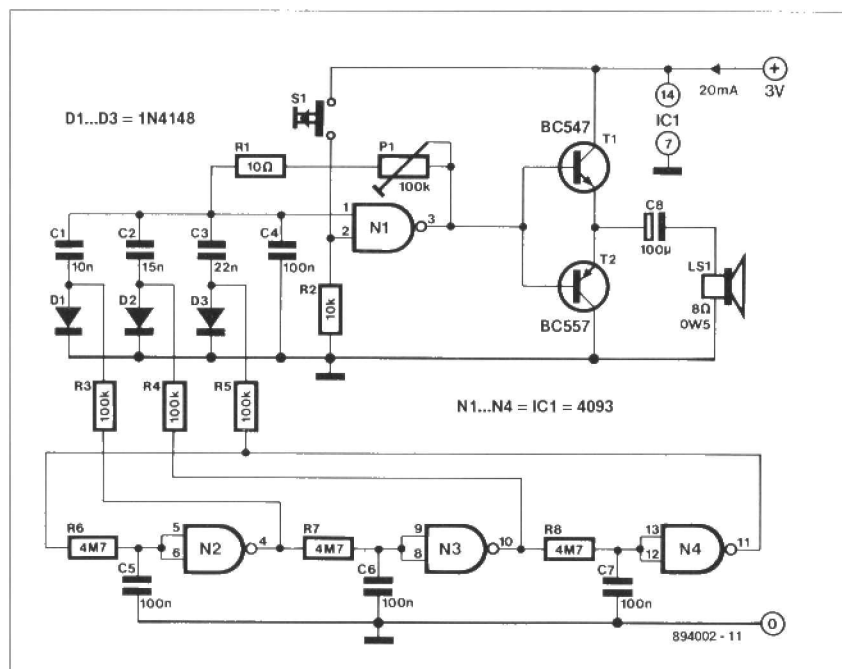 D1...D3 = 1N4148
S1
R1
10Ω
P1
100k
BC547
T1
14
IC1
7
20mA
+
3V
C1
10n
C2
15n
C3
22n
C4
100n
1
2
N1
3
D1
D2
D3
R2
10k
T2
BC557
C8
100µ
LS1
8Ω
0W5
R3
100k
R4
100k
R5
100k
N1...N4 = IC1 = 4093
R6
4M7
C5
100n
5
6
N2
4
R7
4M7
C6
100n
9
8
N3
10
R8
4M7
C7
100n
13
12
N4
11
894002 - 11
0